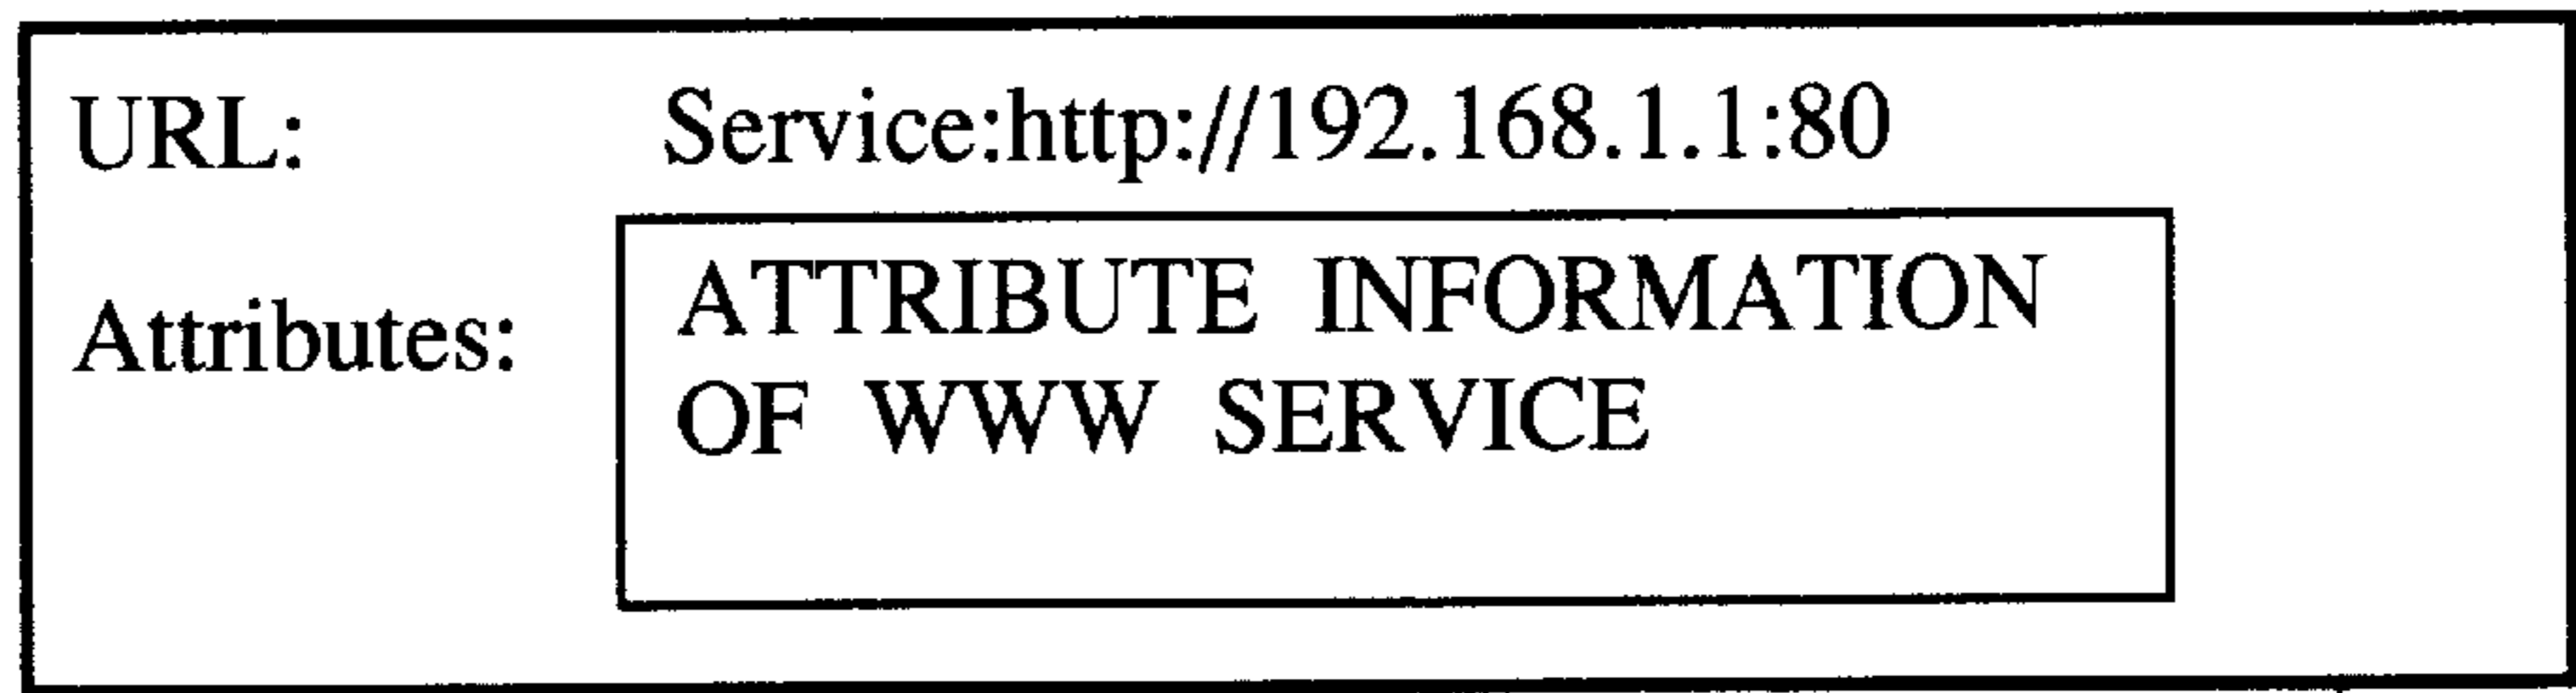 URL: Service:http://192.168.1.1:80
Attributes: ATTRIBUTE INFORMATION
OF WWW SERVICE